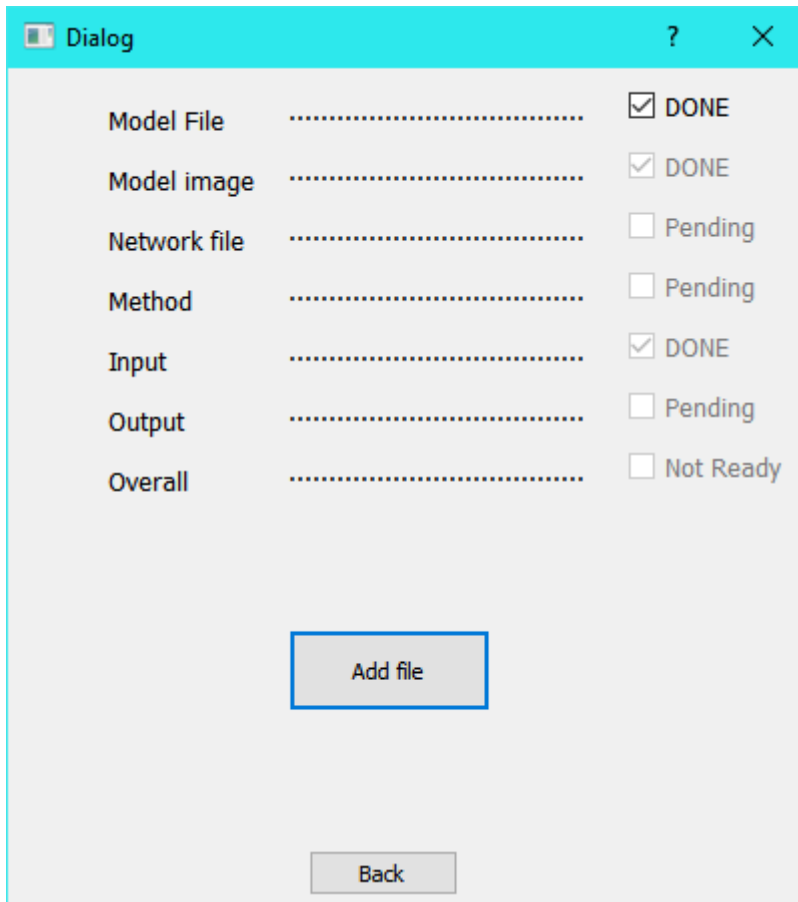 Dialog ?
Model File ..................................... DONE
Model image ..................................... DONE
Network file ..................................... Pending
Method ..................................... Pending
Input ..................................... DONE
Output ..................................... Pending
Overall ..................................... Not Ready
Add file
Back